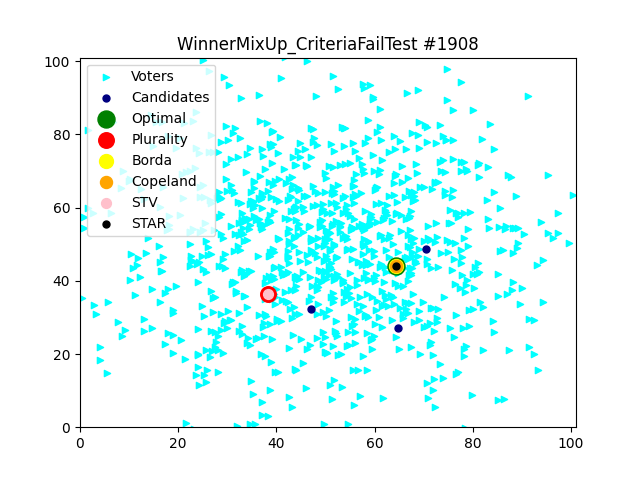 WinnerMixUp_CriteriaFailTest #1908
100
80
60
40
20
0
0
20
40
60
80
100
Voters
Candidates
Optimal
Plurality
Borda
Copeland
STV
STAR